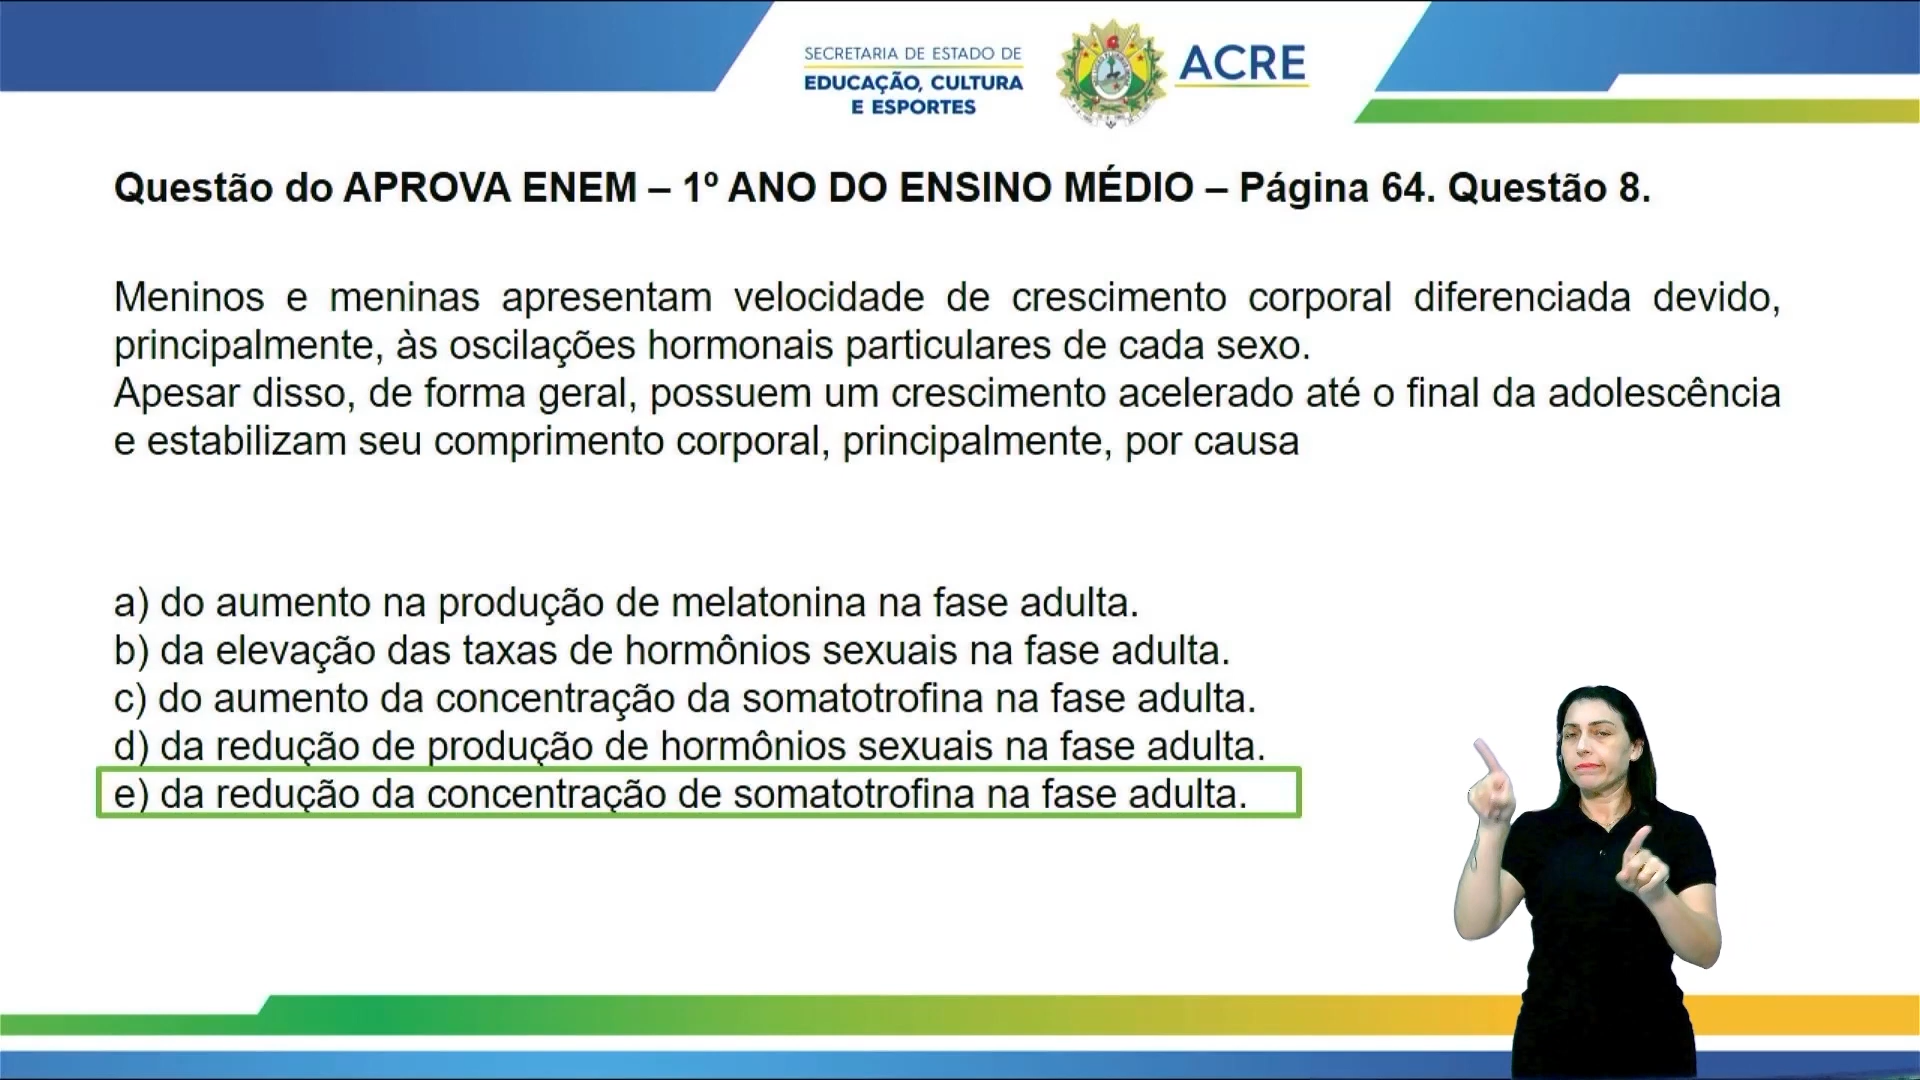 SECRETARIA DE ESTADO DE
EDUCAÇÃO, CULTURA
E ESPORTES
ACRE
Questão do APROVA ENEM – 1º ANO DO ENSINO MÉDIO – Página 64. Questão 8.
Meninos e meninas apresentam velocidade de crescimento corporal diferenciada devido,
principalmente, às oscilações hormonais particulares de cada sexo.
Apesar disso, de forma geral, possuem um crescimento acelerado até o final da adolescência
e estabilizam seu comprimento corporal, principalmente, por causa
a) do aumento na produção de melatonina na fase adulta.
b) da elevação das taxas de hormônios sexuais na fase adulta.
c) do aumento da concentração da somatotrofina na fase adulta.
d) da redução de produção de hormônios sexuais na fase adulta.
e) da redução da concentração de somatotrofina na fase adulta.